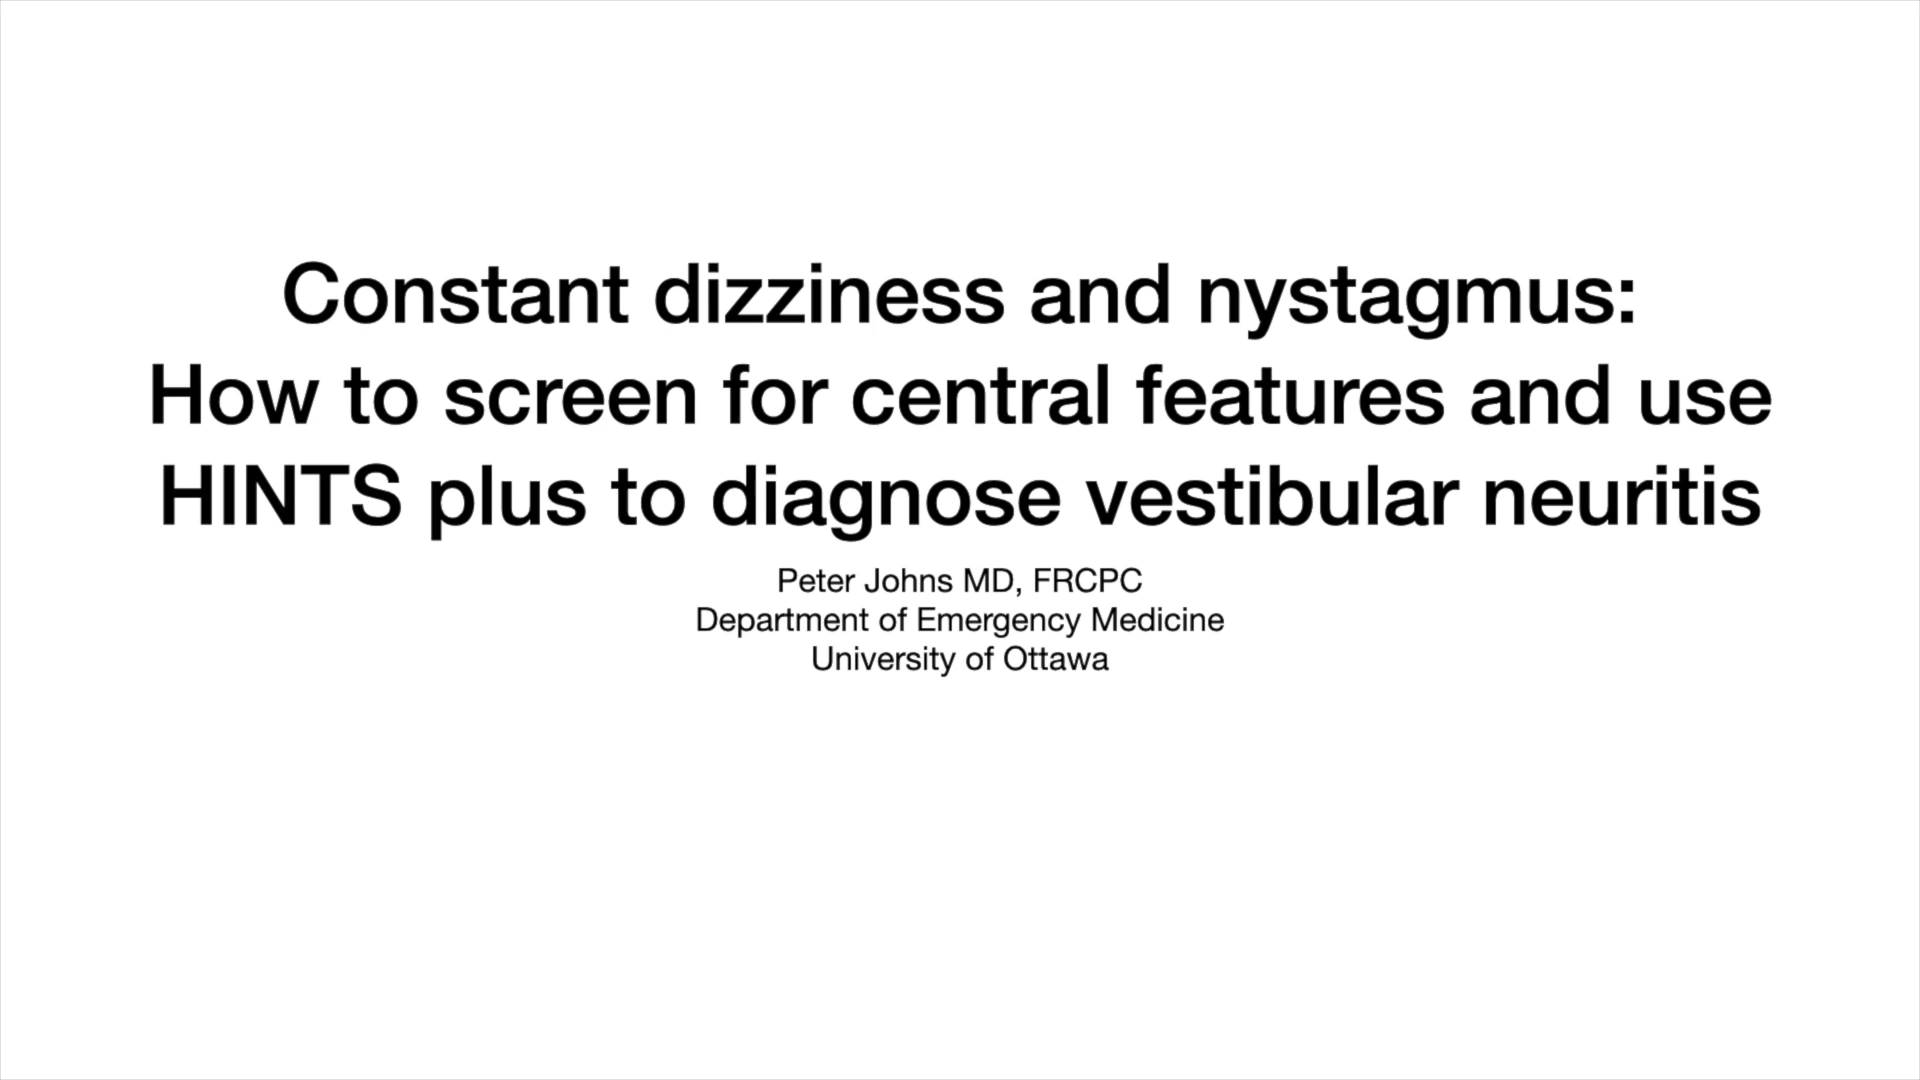 Constant dizziness and nystagmus:
How to screen for central features and use
HINTS plus to diagnose vestibular neuritis
Peter Johns MD, FRCPC
Department of Emergency Medicine
University of Ottawa